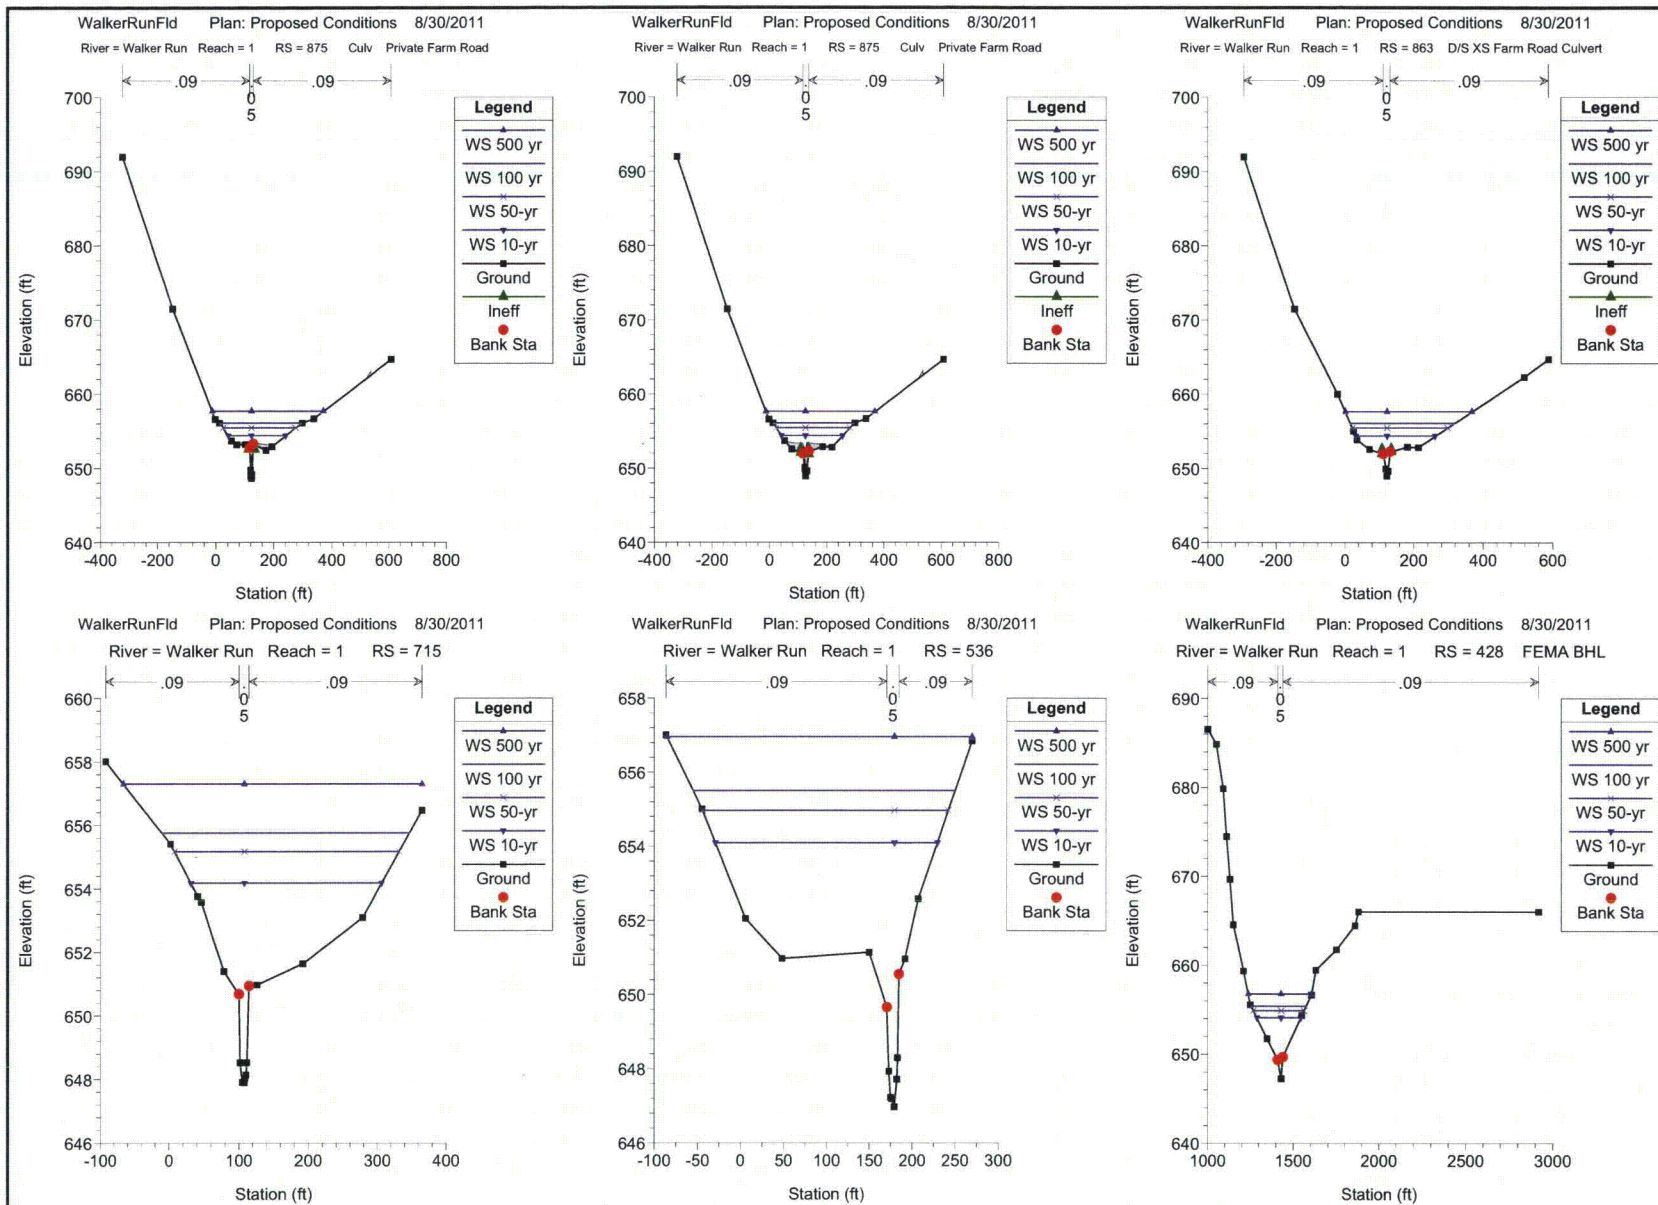 WalkerRunFld Plan: Proposed Conditions 8/30/2011
River = Walker Run Reach = 1 RS = 875 Culv Private Farm Road
.09 .05 .09
Legend
WS 500 yr
WS 100 yr
WS 50-yr
WS 10-yr
Ground
Ineff
Bank Sta
Elevation (ft)
700
690
680
670
660
650
640
-400 -200 0 200 400 600 800
Station (ft)
WalkerRunFld Plan: Proposed Conditions 8/30/2011
River = Walker Run Reach = 1 RS = 875 Culv Private Farm Road
.09 .05 .09
Legend
WS 500 yr
WS 100 yr
WS 50-yr
WS 10-yr
Ground
Ineff
Bank Sta
Elevation (ft)
700
690
680
670
660
650
640
-400 -200 0 200 400 600 800
Station (ft)
WalkerRunFld Plan: Proposed Conditions 8/30/2011
River = Walker Run Reach = 1 RS = 863 D/S XS Farm Road Culvert
.09 .05 .09
Legend
WS 500 yr
WS 100 yr
WS 50-yr
WS 10-yr
Ground
Ineff
Bank Sta
Elevation (ft)
700
690
680
670
660
650
640
-400 -200 0 200 400 600
Station (ft)
WalkerRunFld Plan: Proposed Conditions 8/30/2011
River = Walker Run Reach = 1 RS = 715
.09 .05 .09
Legend
WS 500 yr
WS 100 yr
WS 50-yr
WS 10-yr
Ground
Bank Sta
Elevation (ft)
660
658
656
654
652
650
648
646
-100 0 100 200 300 400
Station (ft)
WalkerRunFld Plan: Proposed Conditions 8/30/2011
River = Walker Run Reach = 1 RS = 536
.09 .05 .09
Legend
WS 500 yr
WS 100 yr
WS 50-yr
WS 10-yr
Ground
Bank Sta
Elevation (ft)
658
656
654
652
650
648
646
-100 -50 0 50 100 150 200 250 300
Station (ft)
WalkerRunFld Plan: Proposed Conditions 8/30/2011
River = Walker Run Reach = 1 RS = 428 FEMA BHL
.09 .05 .09
Legend
WS 500 yr
WS 100 yr
WS 50-yr
WS 10-yr
Ground
Bank Sta
Elevation (ft)
690
680
670
660
650
640
1000 1500 2000 2500 3000
Station (ft)